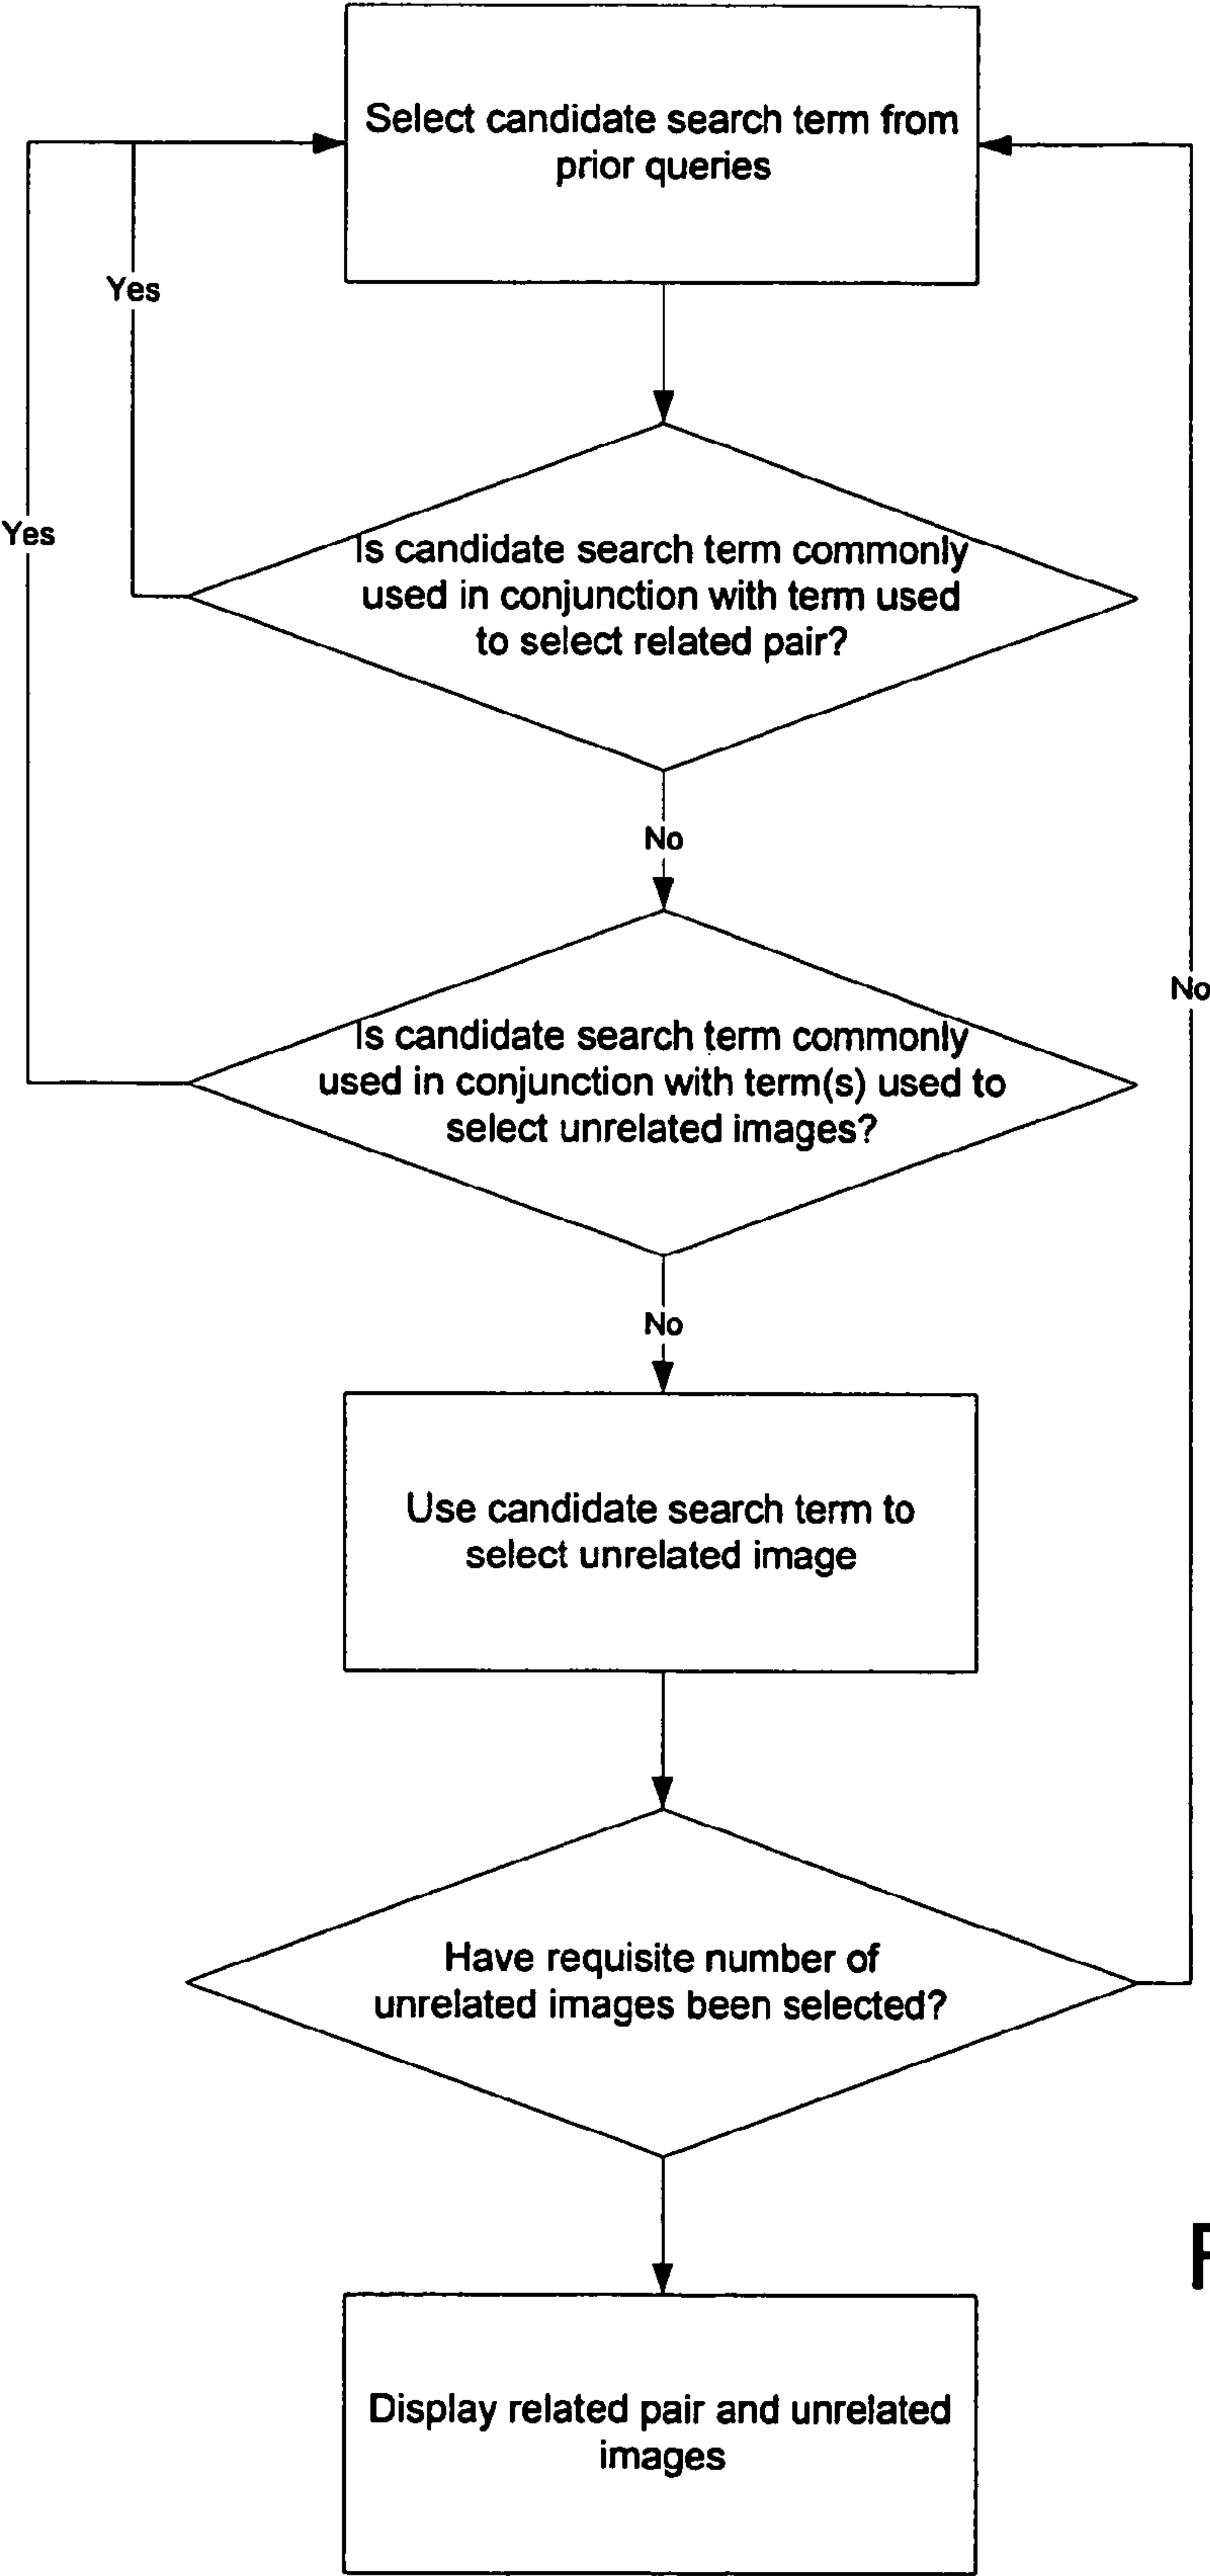 Select candidate search term from
prior queries
Yes
Yes
Is candidate search term commonly
used in conjunction with term used
to select related pair?
No
Is candidate search term commonly
used in conjunction with term(s) used to
select unrelated images?
No
No
Use candidate search term to
select unrelated image
Have requisite number of
unrelated images been selected?
Display related pair and unrelated
images